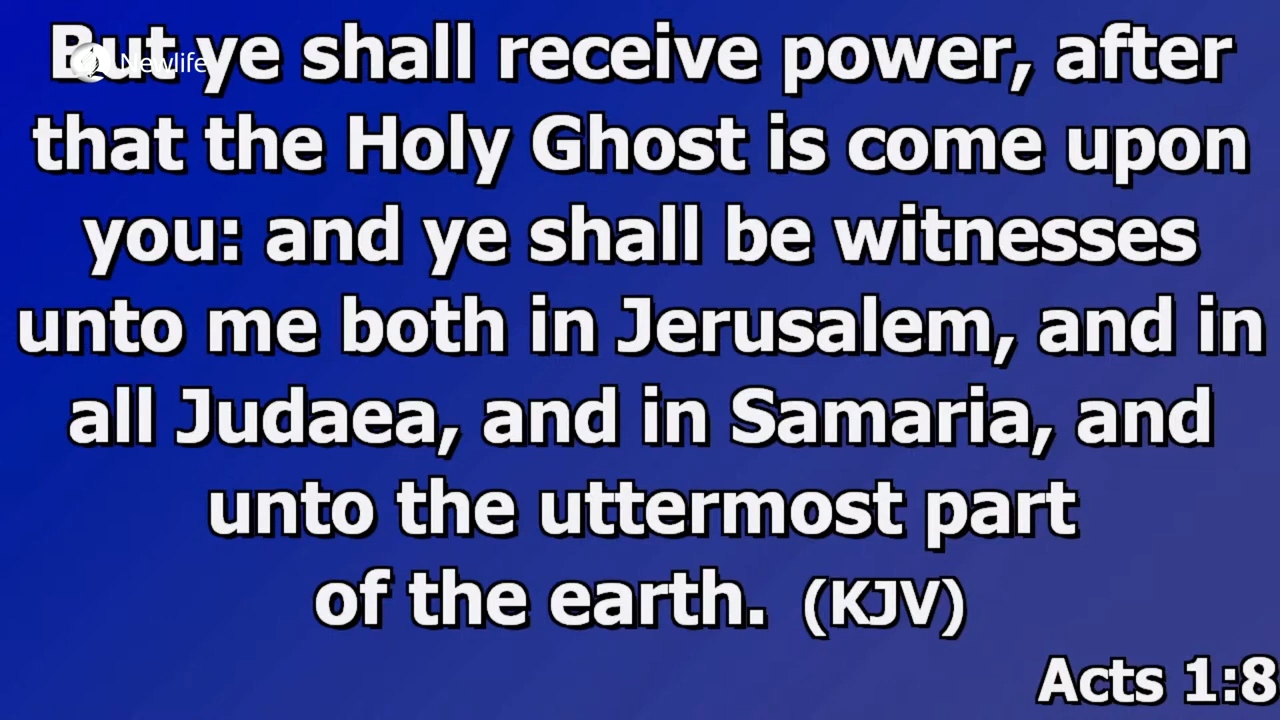 But ye shall receive power, after
Newlife
that the Holy Ghost is come upon
you: and ye shall be witnesses
unto me both in Jerusalem, and in
all Judaea, and in Samaria, and
unto the uttermost part
of the earth. (KJV)
Acts 1:8